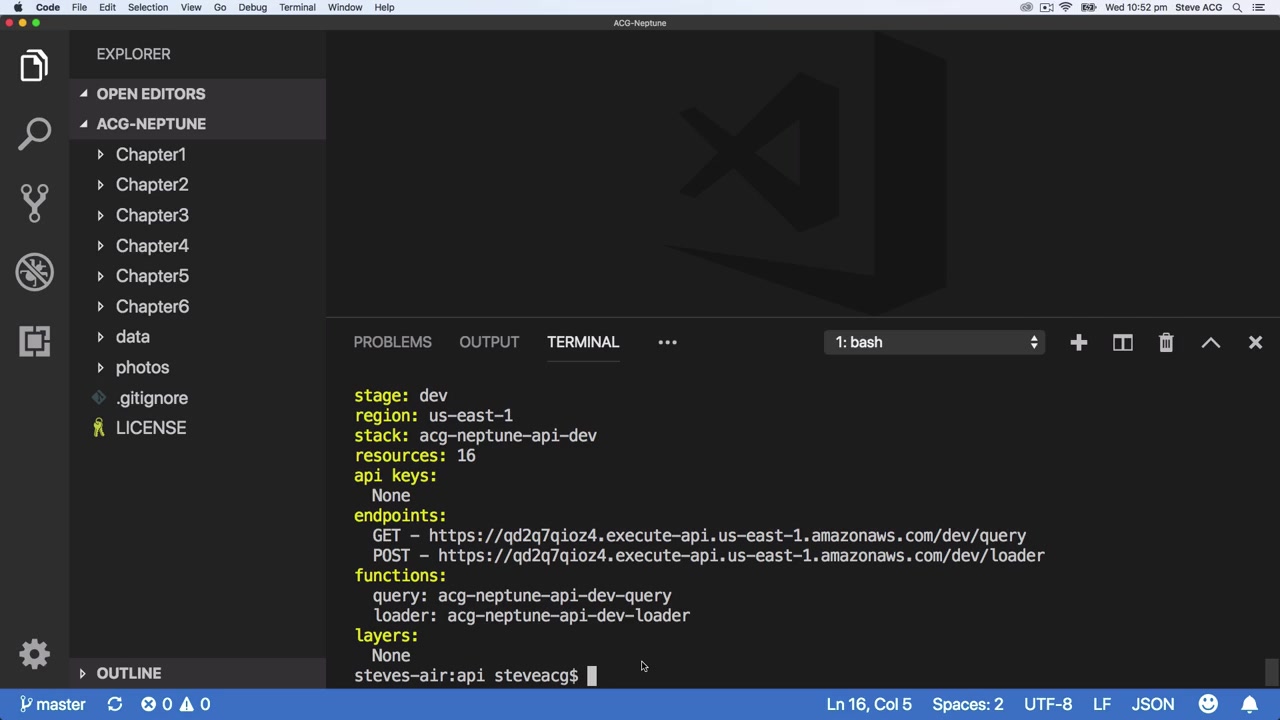 Code File Edit Selection View Go Debug Terminal Window Help Wed 10:52 pm Steve ACG
ACG-Neptune
EXPLORER
OPEN EDITORS
ACG-NEPTUNE
Chapter1
Chapter2
Chapter3
Chapter4
Chapter5
Chapter6
data
photos
.gitignore
LICENSE
OUTLINE
PROBLEMS OUTPUT TERMINAL ••• 1: bash
stage: dev
region: us-east-1
stack: acg-neptune-api-dev
resources: 16
api keys:
None
endpoints:
GET - https://qd2q7qioz4.execute-api.us-east-1.amazonaws.com/dev/query
POST - https://qd2q7qioz4.execute-api.us-east-1.amazonaws.com/dev/loader
functions:
query: acg-neptune-api-dev-query
loader: acg-neptune-api-dev-loader
layers:
None
steves-air:api steveacg$
master 0 0 Ln 16, Col 5 Spaces: 2 UTF-8 LF JSON